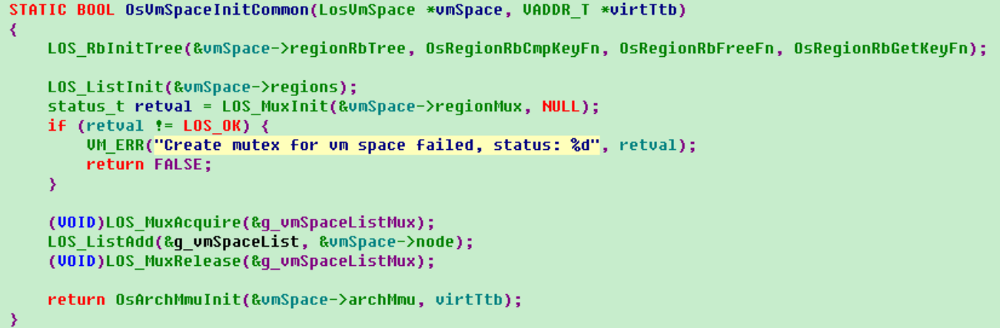 STATIC BOOL OsVmSpaceInitCommon(LosVmSpace *vmSpace, VADDR_T *virtTtb)
{
    LOS_RbInitTree(&vmSpace->regionRbTree, OsRegionRbCmpKeyFn, OsRegionRbFreeFn, OsRegionRbGetKeyFn);

    LOS_ListInit(&vmSpace->regions);
    status_t retval = LOS_MuxInit(&vmSpace->regionMux, NULL);
    if (retval != LOS_OK) {
        VM_ERR("Create mutex for vm space failed, status: %d", retval);
        return FALSE;
    }

    (VOID)LOS_MuxAcquire(&g_vmSpaceListMux);
    LOS_ListAdd(&g_vmSpaceList, &vmSpace->node);
    (VOID)LOS_MuxRelease(&g_vmSpaceListMux);

    return OsArchMmuInit(&vmSpace->archMmu, virtTtb);
}